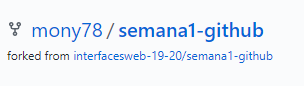 mony78 / semana1-github
forked from interfacesweb-19-20/semana1-github